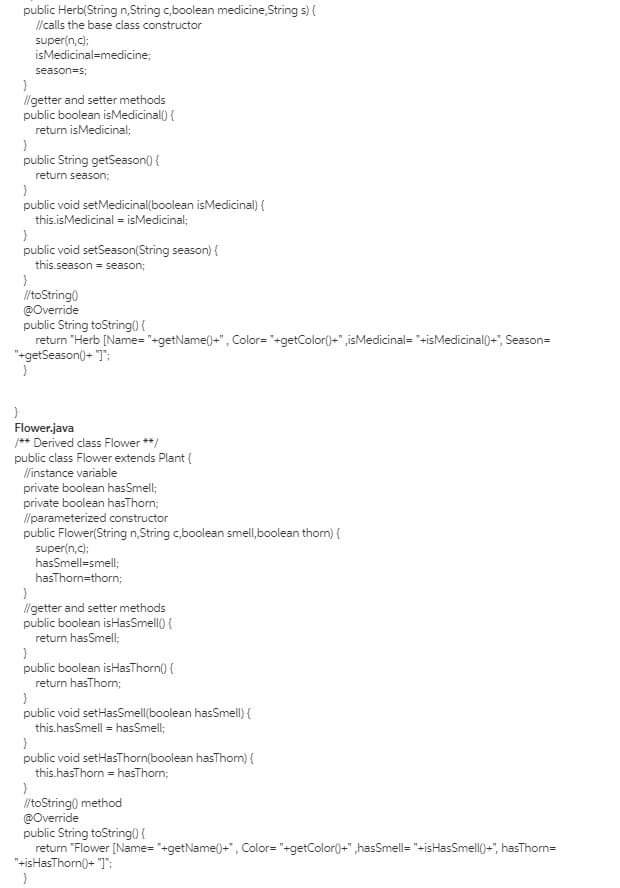 public Herb(String n,String c,boolean medicine,String s) {
//calls the base class constructor
super(n,c);
isMedicinal=medicine;
season=s;
}
//getter and setter methods
public boolean isMedicinal() {
return isMedicinal;
}
public String getSeason() {
return season;
}
public void setMedicinal(boolean isMedicinal) {
this.isMedicinal = isMedicinal;
}
public void setSeason(String season) {
this.season = season;
}
//toString()
@Override
public String toString() {
return "Herb [Name= "+getName()+" , Color= "+getColor()+" ,isMedicinal= "+isMedicinal()+", Season=
"+getSeason()+ "]";
}
}
Flower.java
/** Derived class Flower **/
public class Flower extends Plant {
//instance variable
private boolean hasSmell;
private boolean hasThorn;
//parameterized constructor
public Flower(String n,String c,boolean smell,boolean thorn) {
super(n,c);
hasSmell=smell;
hasThorn=thorn;
}
//getter and setter methods
public boolean isHasSmell() {
return hasSmell;
}
public boolean isHasThorn() {
return hasThorn;
}
public void setHasSmell(boolean hasSmell) {
this.hasSmell = hasSmell;
}
public void setHasThorn(boolean hasThorn) {
this.hasThorn = hasThorn;
}
//toString() method
@Override
public String toString() {
return "Flower [Name= "+getName()+" , Color= "+getColor()+" ,hasSmell= "+isHasSmell()+", hasThorn=
"+isHasThorn()+ "]";
}